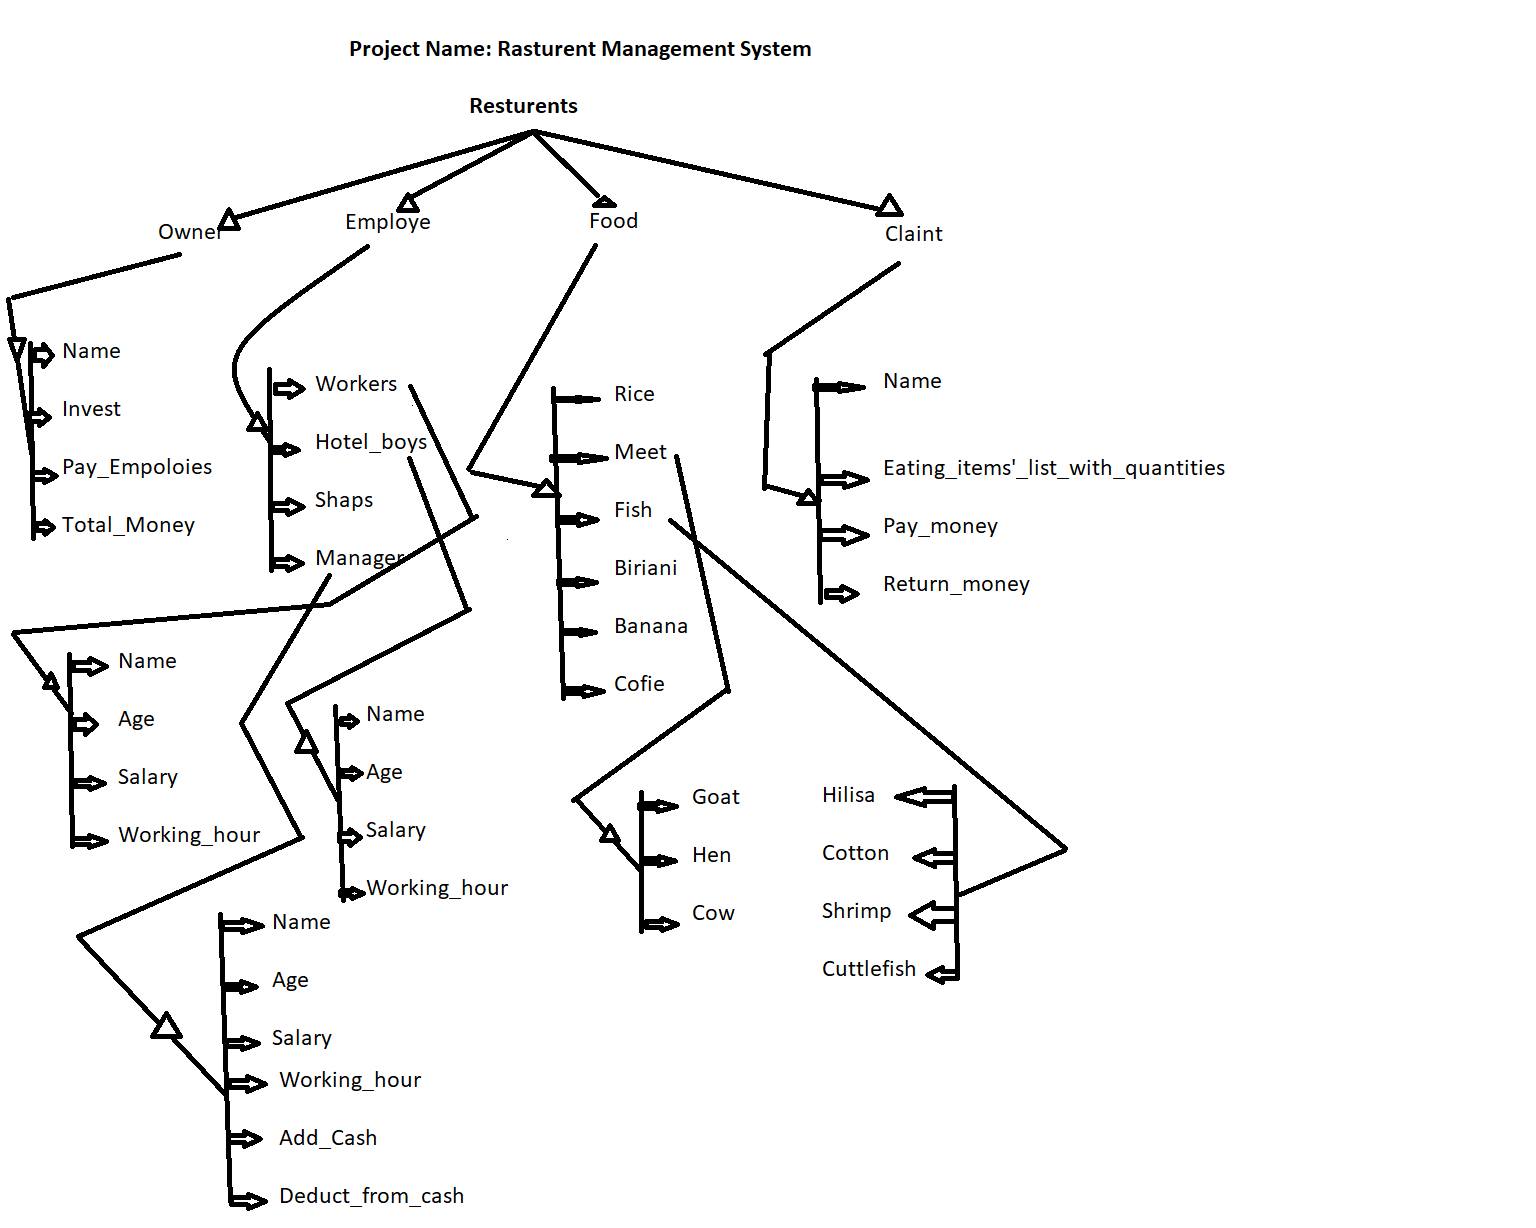 Project Name: Rasturent Management System
Resturents
Owner
Employe
Food
Claint
Name
Invest
Pay_Empoloies
Total_Money
Workers
Hotel_boys
Shaps
Manager
Rice
Meet
Fish
Biriani
Banana
Cofie
Name
Eating_items'_list_with_quantities
Pay_money
Return_money
Name
Age
Salary
Working_hour
Name
Age
Salary
Working_hour
Goat
Hen
Cow
Hilisa
Cotton
Shrimp
Cuttlefish
Name
Age
Salary
Working_hour
Add_Cash
Deduct_from_cash